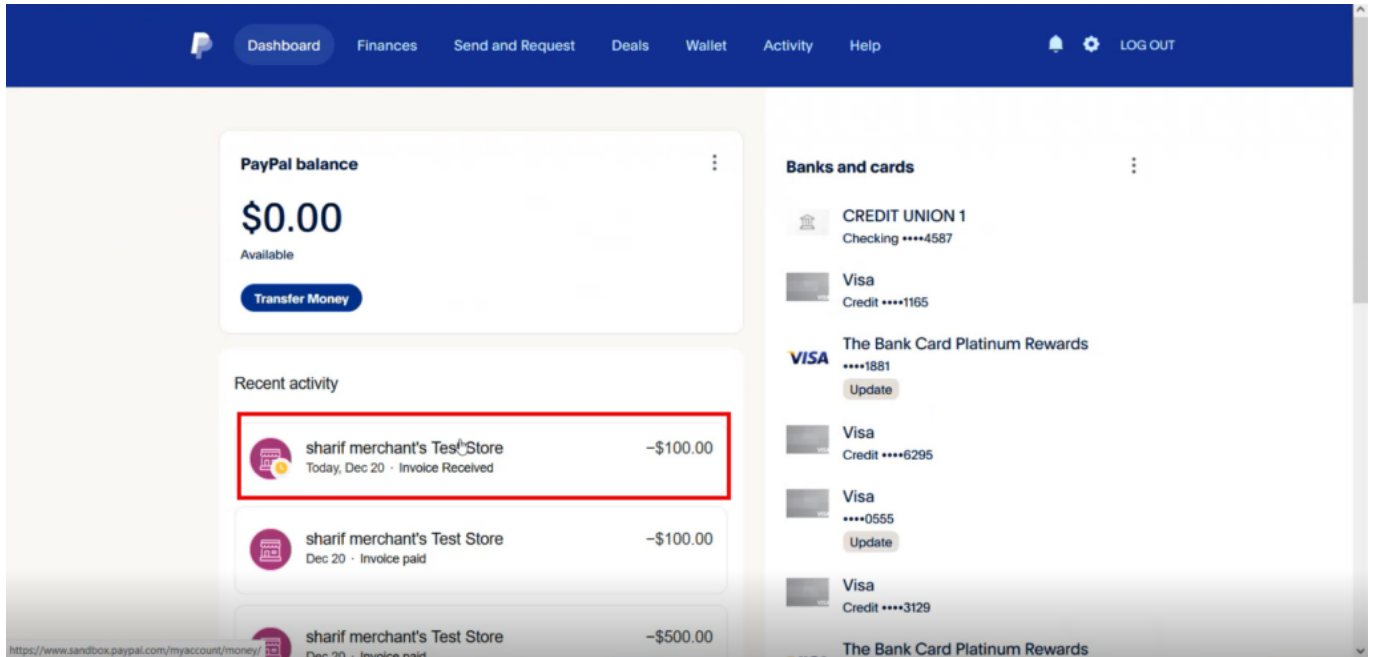 Dashboard Finances Send and Request Deals Wallet Activity Help LOG OUT
PayPal balance
$0.00
Available
Transfer Money
Recent activity
sharif merchant's Test Store −$100.00
Today, Dec 20 · Invoice Received
sharif merchant's Test Store −$100.00
Dec 20 · Invoice paid
sharif merchant's Test Store −$500.00
Dec 20 · Invoice paid
Banks and cards
CREDIT UNION 1
Checking ••••4587
Visa
Credit ••••1165
VISA
The Bank Card Platinum Rewards
••••1881
Update
Visa
Credit ••••6295
Visa
••••0555
Update
Visa
Credit ••••3129
The Bank Card Platinum Rewards
https://www.sandbox.paypal.com/myaccount/money/